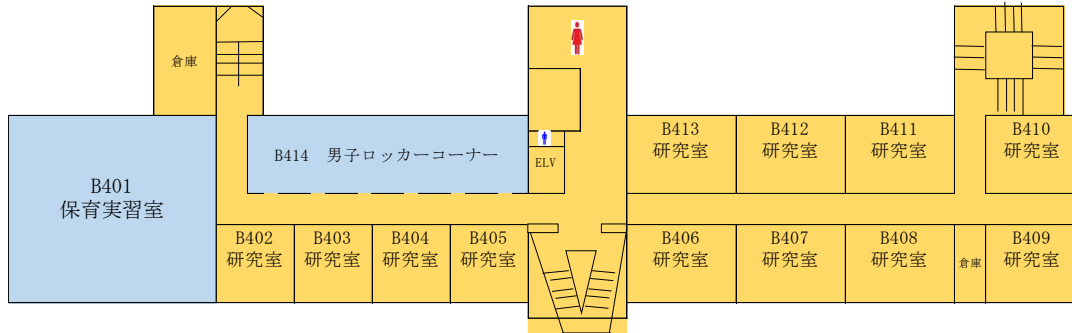 倉庫
B401
保育実習室
B414　男子ロッカーコーナー
ELV
B413
研究室
B412
研究室
B411
研究室
B410
研究室
B402
研究室
B403
研究室
B404
研究室
B405
研究室
B406
研究室
B407
研究室
B408
研究室
倉庫
B409
研究室